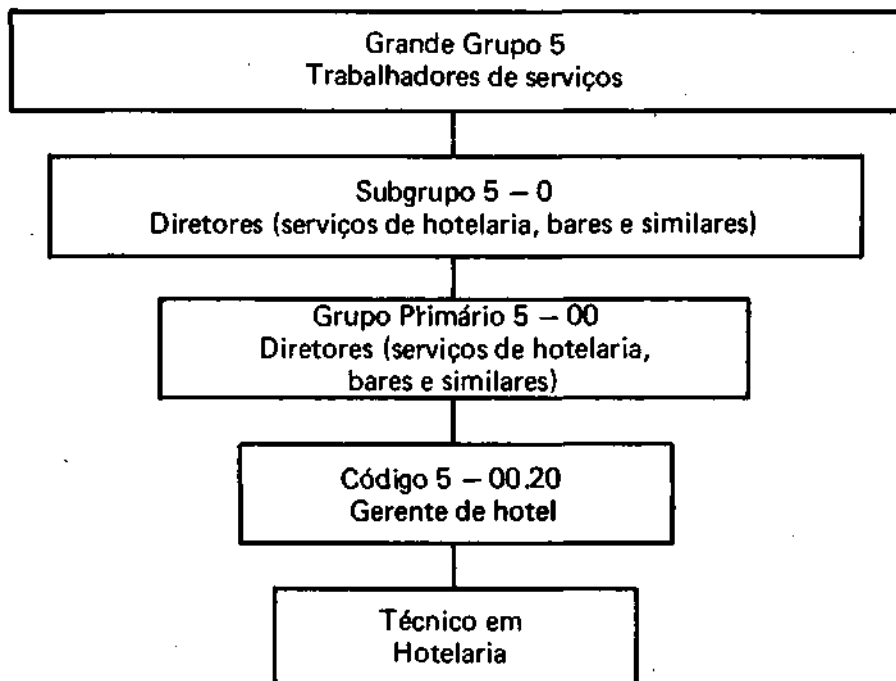 Grande Grupo 5
Trabalhadores de serviços
Subgrupo 5 – 0
Diretores (serviços de hotelaria, bares e similares)
Grupo Primário 5 – 00
Diretores (serviços de hotelaria,
bares e similares)
Código 5 – 00.20
Gerente de hotel
Técnico em
Hotelaria